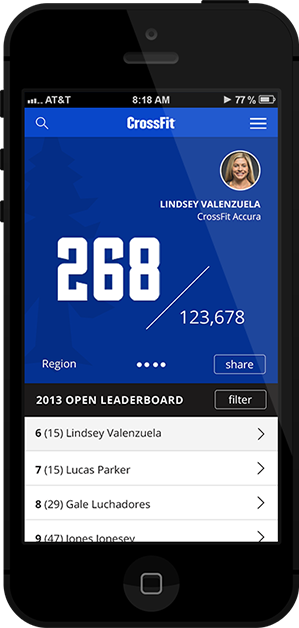 AT&T 8:18 AM 77 %
CrossFit
LINDSEY VALENZUELA
CrossFit Accura
268
123,678
Region
share
2013 OPEN LEADERBOARD
filter
6 (15) Lindsey Valenzuela
7 (15) Lucas Parker
8 (29) Gale Luchadores
9 (47) Jones Jonesey